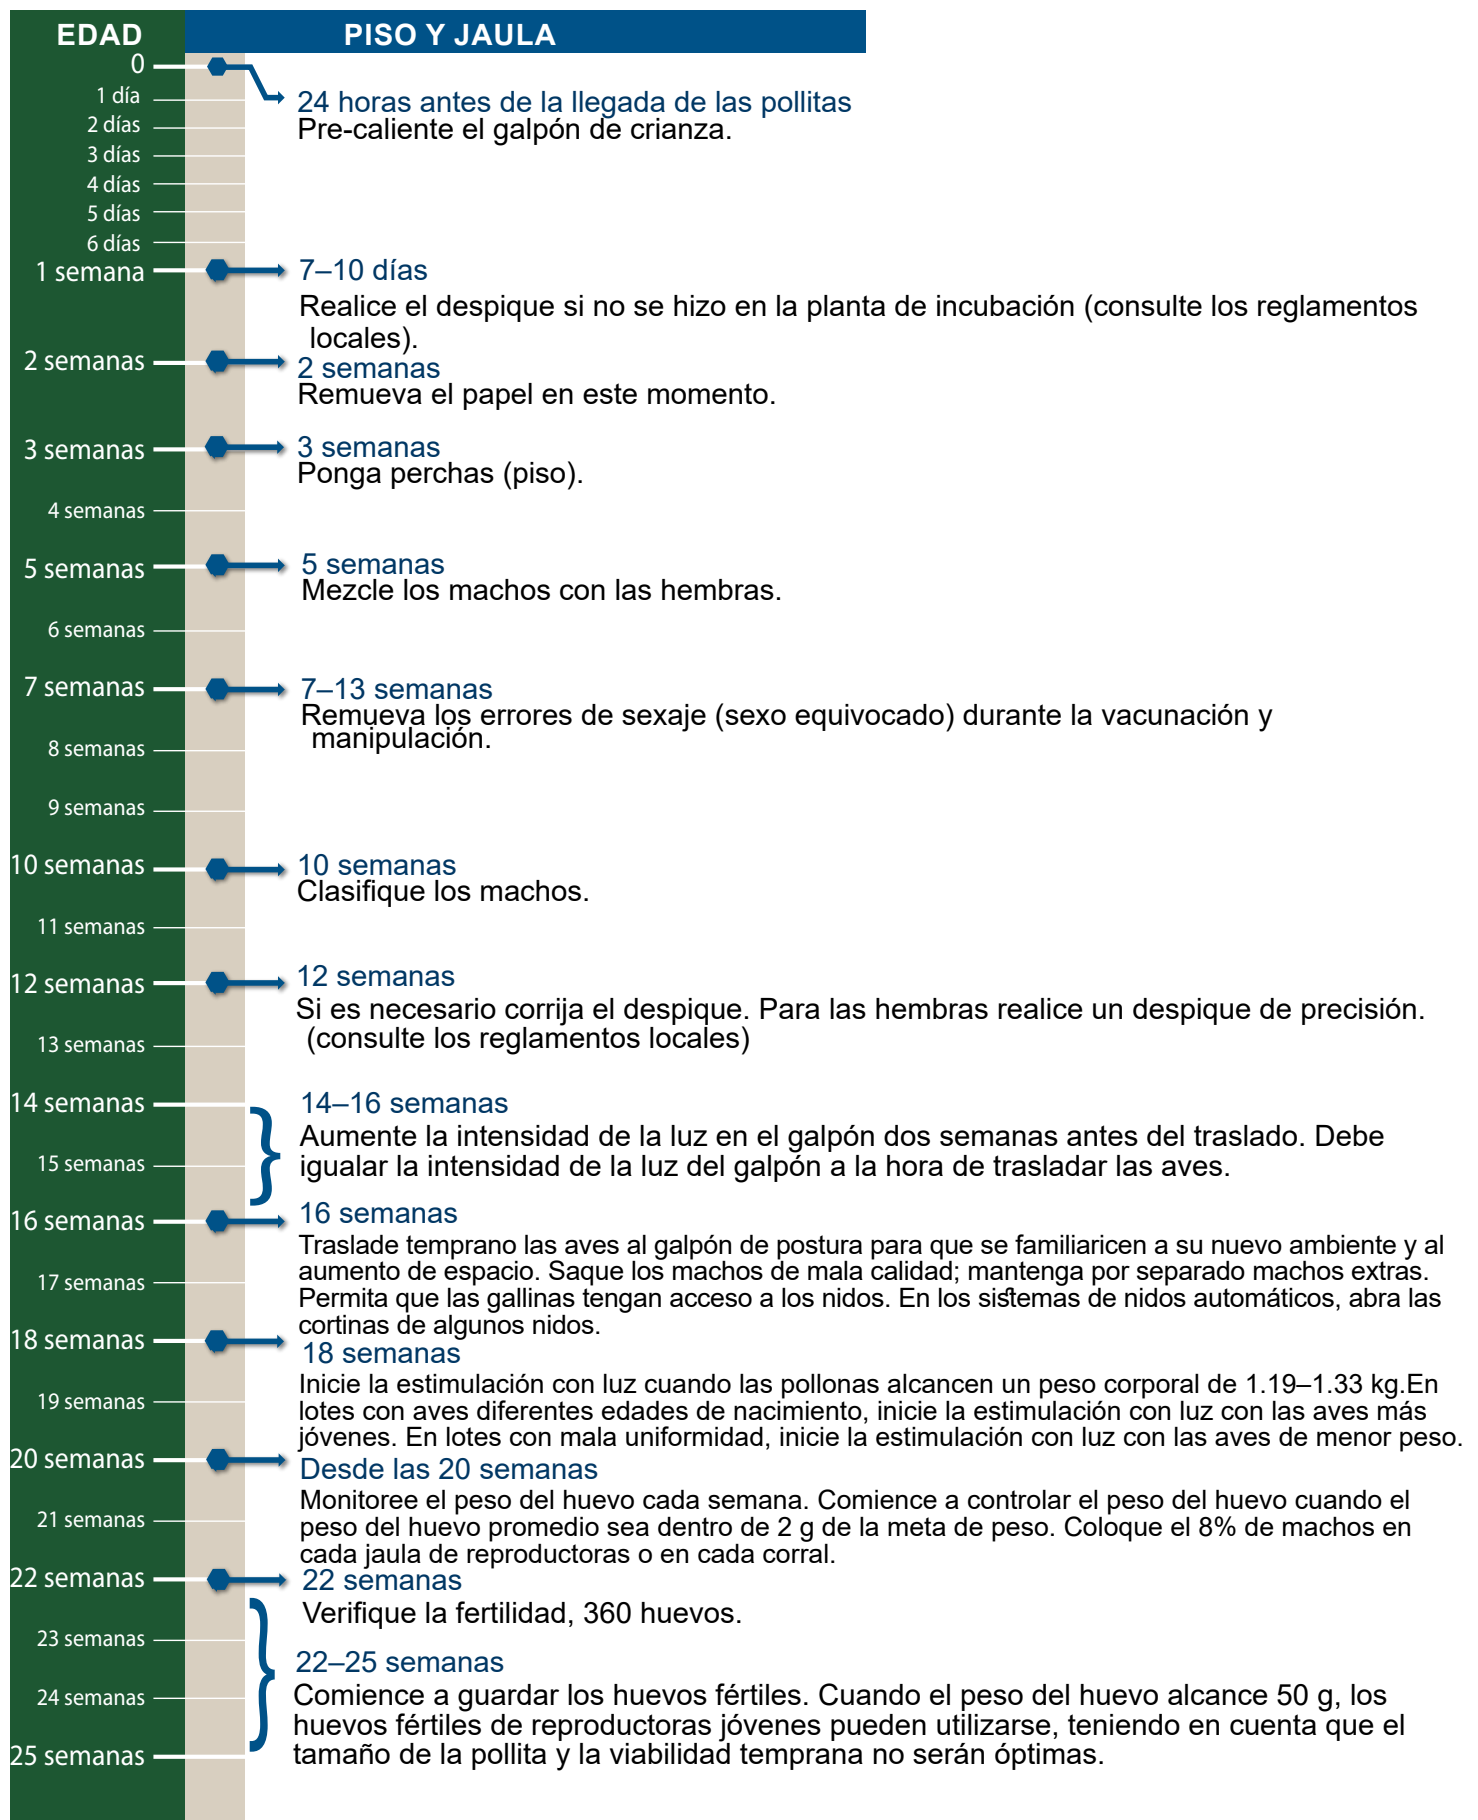 EDAD
PISO Y JAULA
0
1 día
24 horas antes de la llegada de las pollitas
2 días
Pre-caliente el galpón de crianza.
3 días
4 días
5 días
6 días
1 semana
7–10 días
Realice el despique si no se hizo en la planta de incubación (consulte los reglamentos
locales).
2 semanas
2 semanas
Remueva el papel en este momento.
3 semanas
3 semanas
Ponga perchas (piso).
4 semanas
5 semanas
5 semanas
Mezcle los machos con las hembras.
6 semanas
7 semanas
7–13 semanas
Remueva los errores de sexaje (sexo equivocado) durante la vacunación y
manipulación.
8 semanas
9 semanas
10 semanas
10 semanas
Clasifique los machos.
11 semanas
12 semanas
12 semanas
Si es necesario corrija el despique. Para las hembras realice un despique de precisión.
(consulte los reglamentos locales)
13 semanas
14 semanas
14–16 semanas
Aumente la intensidad de la luz en el galpón dos semanas antes del traslado. Debe
igualar la intensidad de la luz del galpón a la hora de trasladar las aves.
15 semanas
16 semanas
16 semanas
Traslade temprano las aves al galpón de postura para que se familiaricen a su nuevo ambiente y al
aumento de espacio. Saque los machos de mala calidad; mantenga por separado machos extras.
Permita que las gallinas tengan acceso a los nidos. En los sistemas de nidos automáticos, abra las
cortinas de algunos nidos.
17 semanas
18 semanas
18 semanas
Inicie la estimulación con luz cuando las pollonas alcancen un peso corporal de 1.19–1.33 kg.En
lotes con aves diferentes edades de nacimiento, inicie la estimulación con luz con las aves más
jóvenes. En lotes con mala uniformidad, inicie la estimulación con luz con las aves de menor peso.
19 semanas
20 semanas
Desde las 20 semanas
Monitoree el peso del huevo cada semana. Comience a controlar el peso del huevo cuando el
peso del huevo promedio sea dentro de 2 g de la meta de peso. Coloque el 8% de machos en
cada jaula de reproductoras o en cada corral.
21 semanas
22 semanas
22 semanas
Verifique la fertilidad, 360 huevos.
23 semanas
22–25 semanas
Comience a guardar los huevos fértiles. Cuando el peso del huevo alcance 50 g, los
huevos fértiles de reproductoras jóvenes pueden utilizarse, teniendo en cuenta que el
tamaño de la pollita y la viabilidad temprana no serán óptimas.
24 semanas
25 semanas